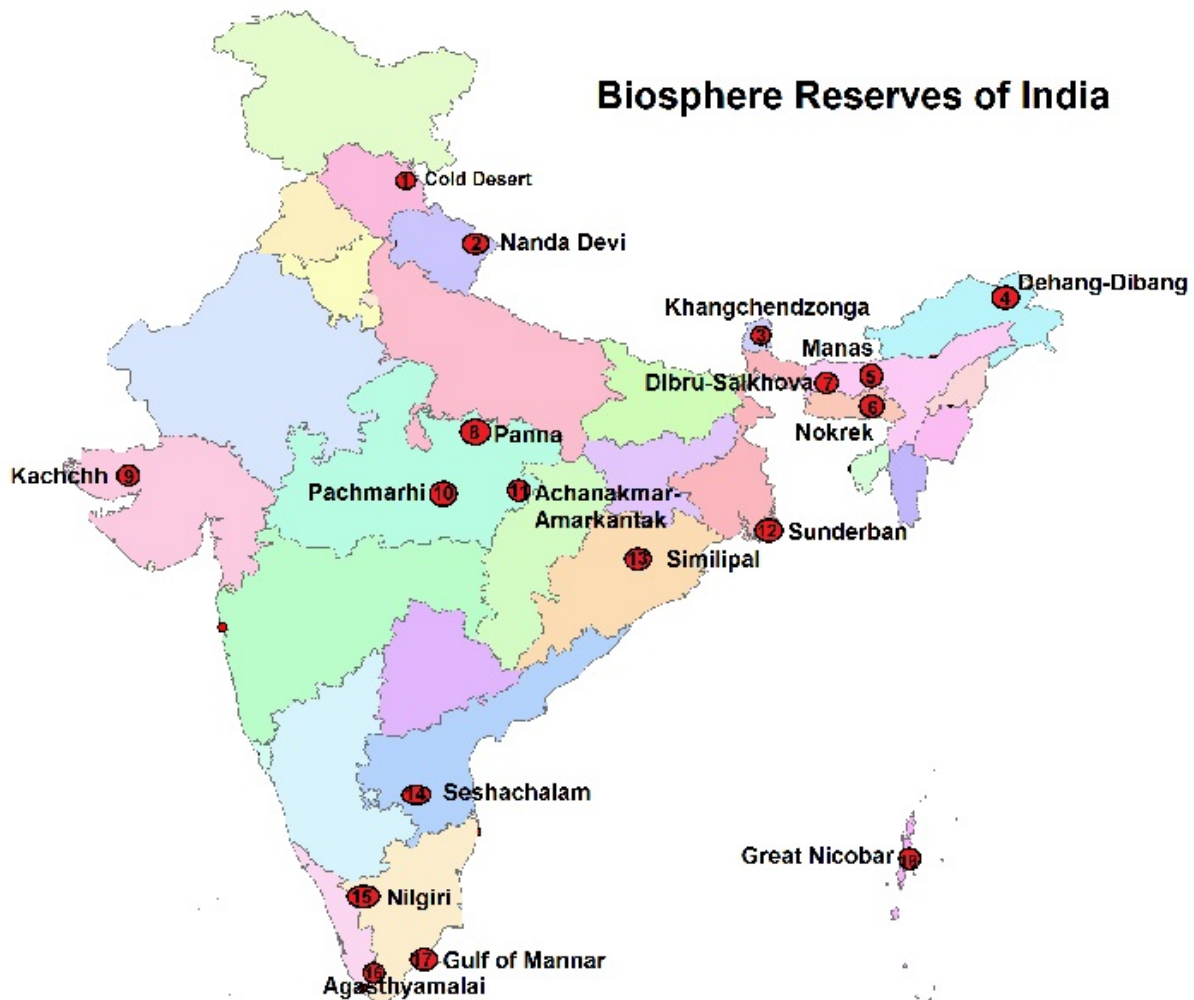 Biosphere Reserves of India
1 Cold Desert
2 Nanda Devi
Dehang-Dibang
4
Khangchendzonga
3
Manas
Dibru-Saikhova 7 5
6
Nokrek
8 Panna
Kachchh 9
Pachmarhi 10 11 Achanakmar-
Amarkantak
12 Sunderban
13 Similipal
14 Seshachalam
Great Nicobar 18
15 Nilgiri
17 Gulf of Mannar
16
Agasthyamalai